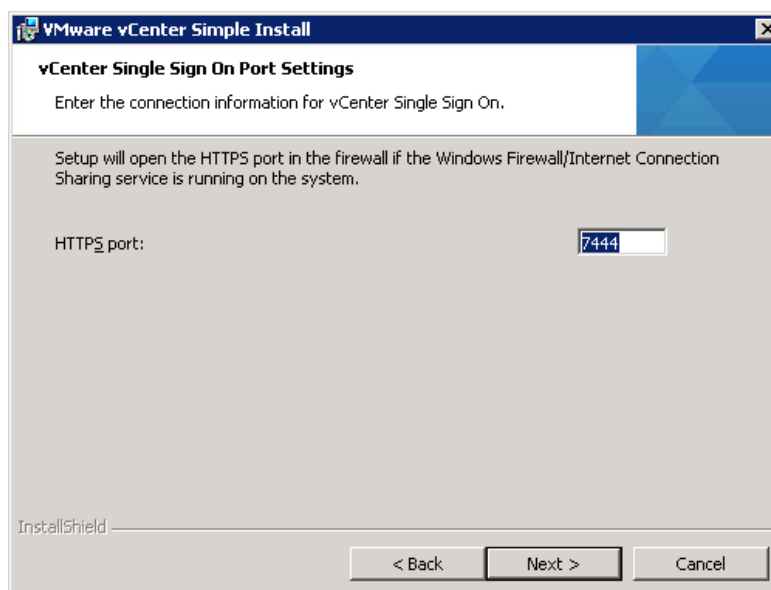 VMware vCenter Simple Install
vCenter Single Sign On Port Settings
Enter the connection information for vCenter Single Sign On.
Setup will open the HTTPS port in the firewall if the Windows Firewall/Internet Connection
Sharing service is running on the system.
HTTPS port: 7444
InstallShield
< Back Next > Cancel